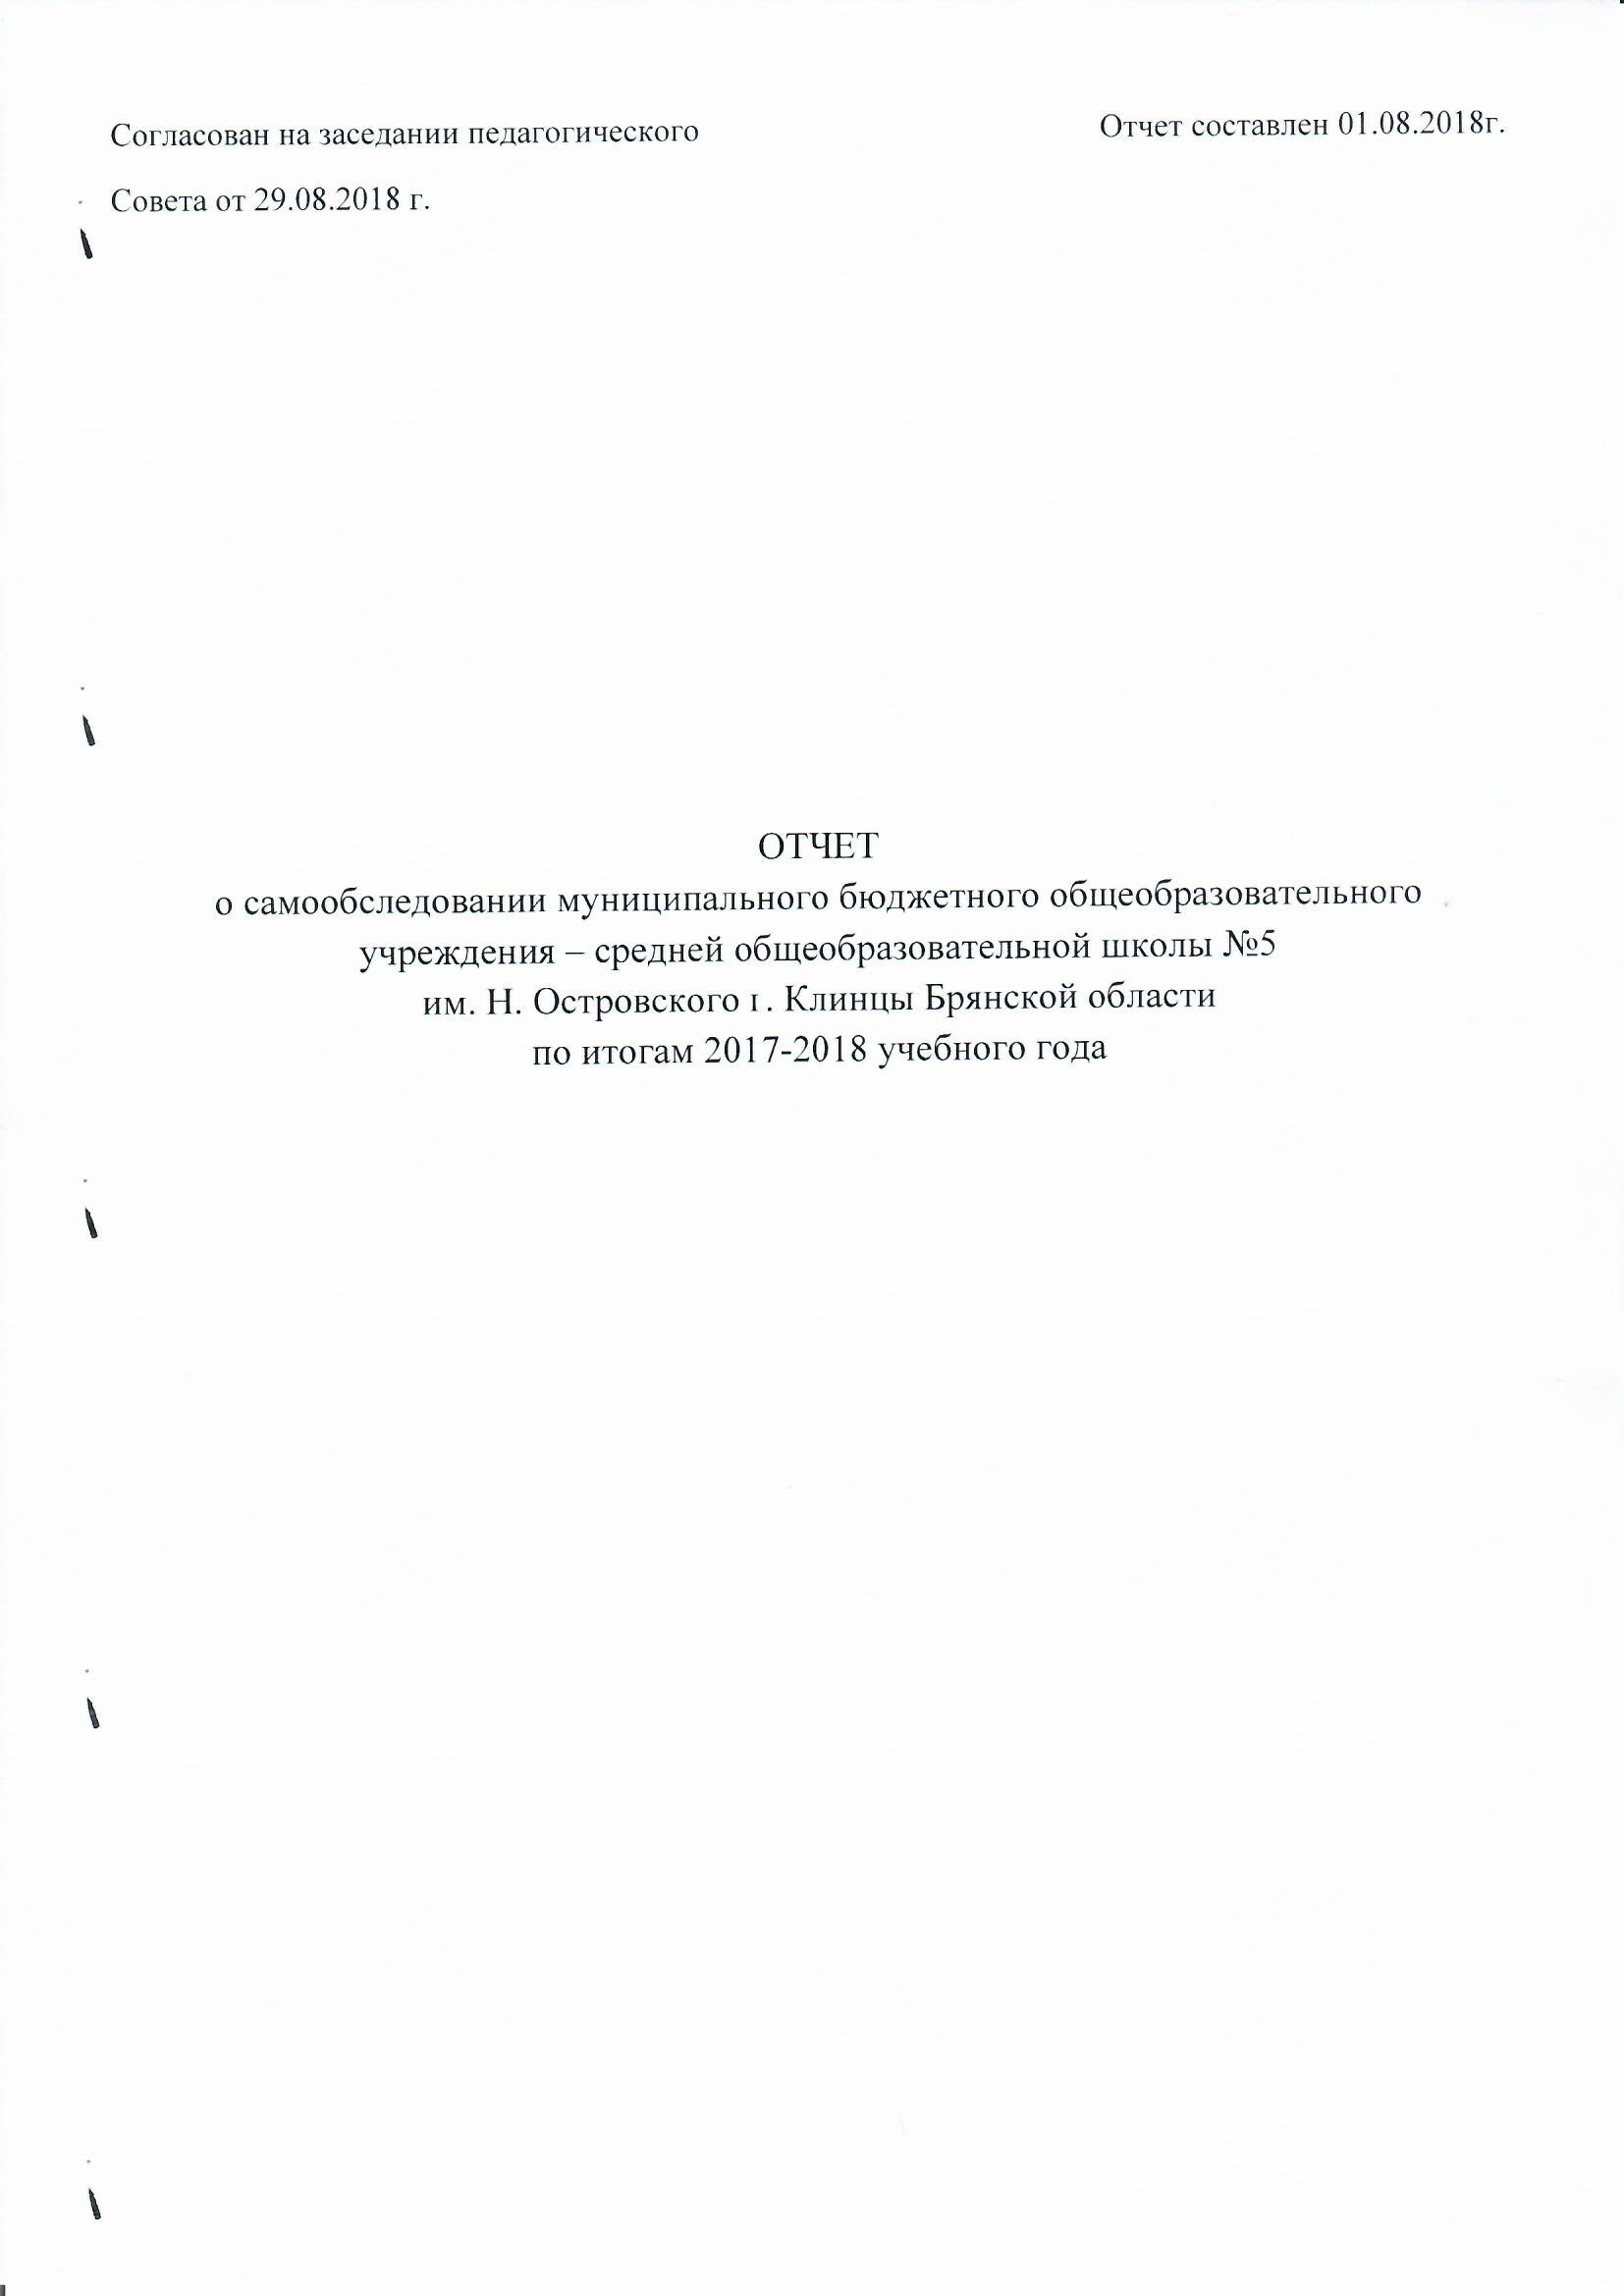 Согласован на заседании педагогического
Отчет составлен 01.08.2018г.
Совета от 29.08.2018 г.
ОТЧЕТ
о самообследовании муниципального бюджетного общеобразовательного
учреждения – средней общеобразовательной школы №5
им. Н. Островского г. Клинцы Брянской области
по итогам 2017-2018 учебного года